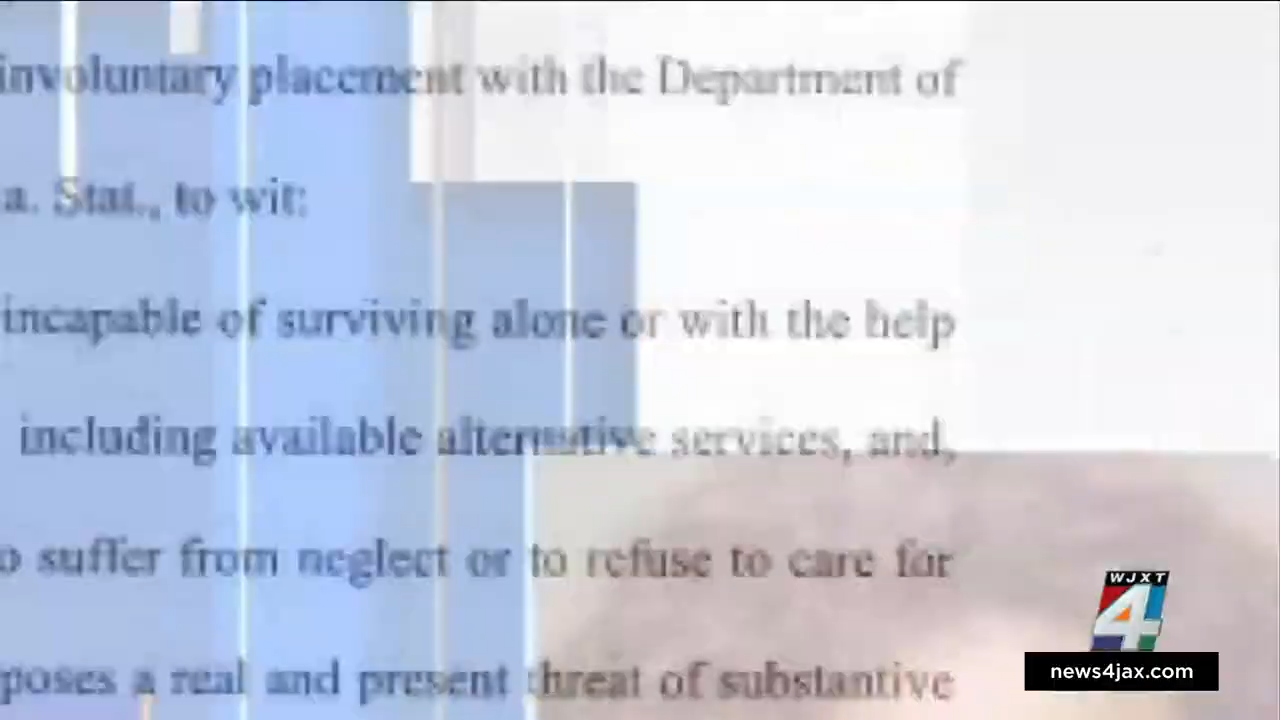 involuntary placement with the Department of
a. Stat., to wit:
incapable of surviving alone or with the help
including available alternative services, and,
o suffer from neglect or to refuse to care for
poses a real and present threat of substantive
WJXT
4
news4jax.com